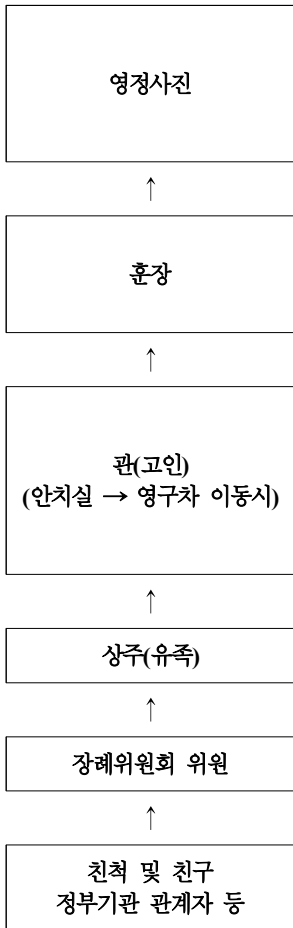 영정사진
↑
훈장
↑
관(고인)
(안치실 → 영구차 이동시)
↑
상주(유족)
↑
장례위원회 위원
↑
친척 및 친구
정부기관 관계자 등